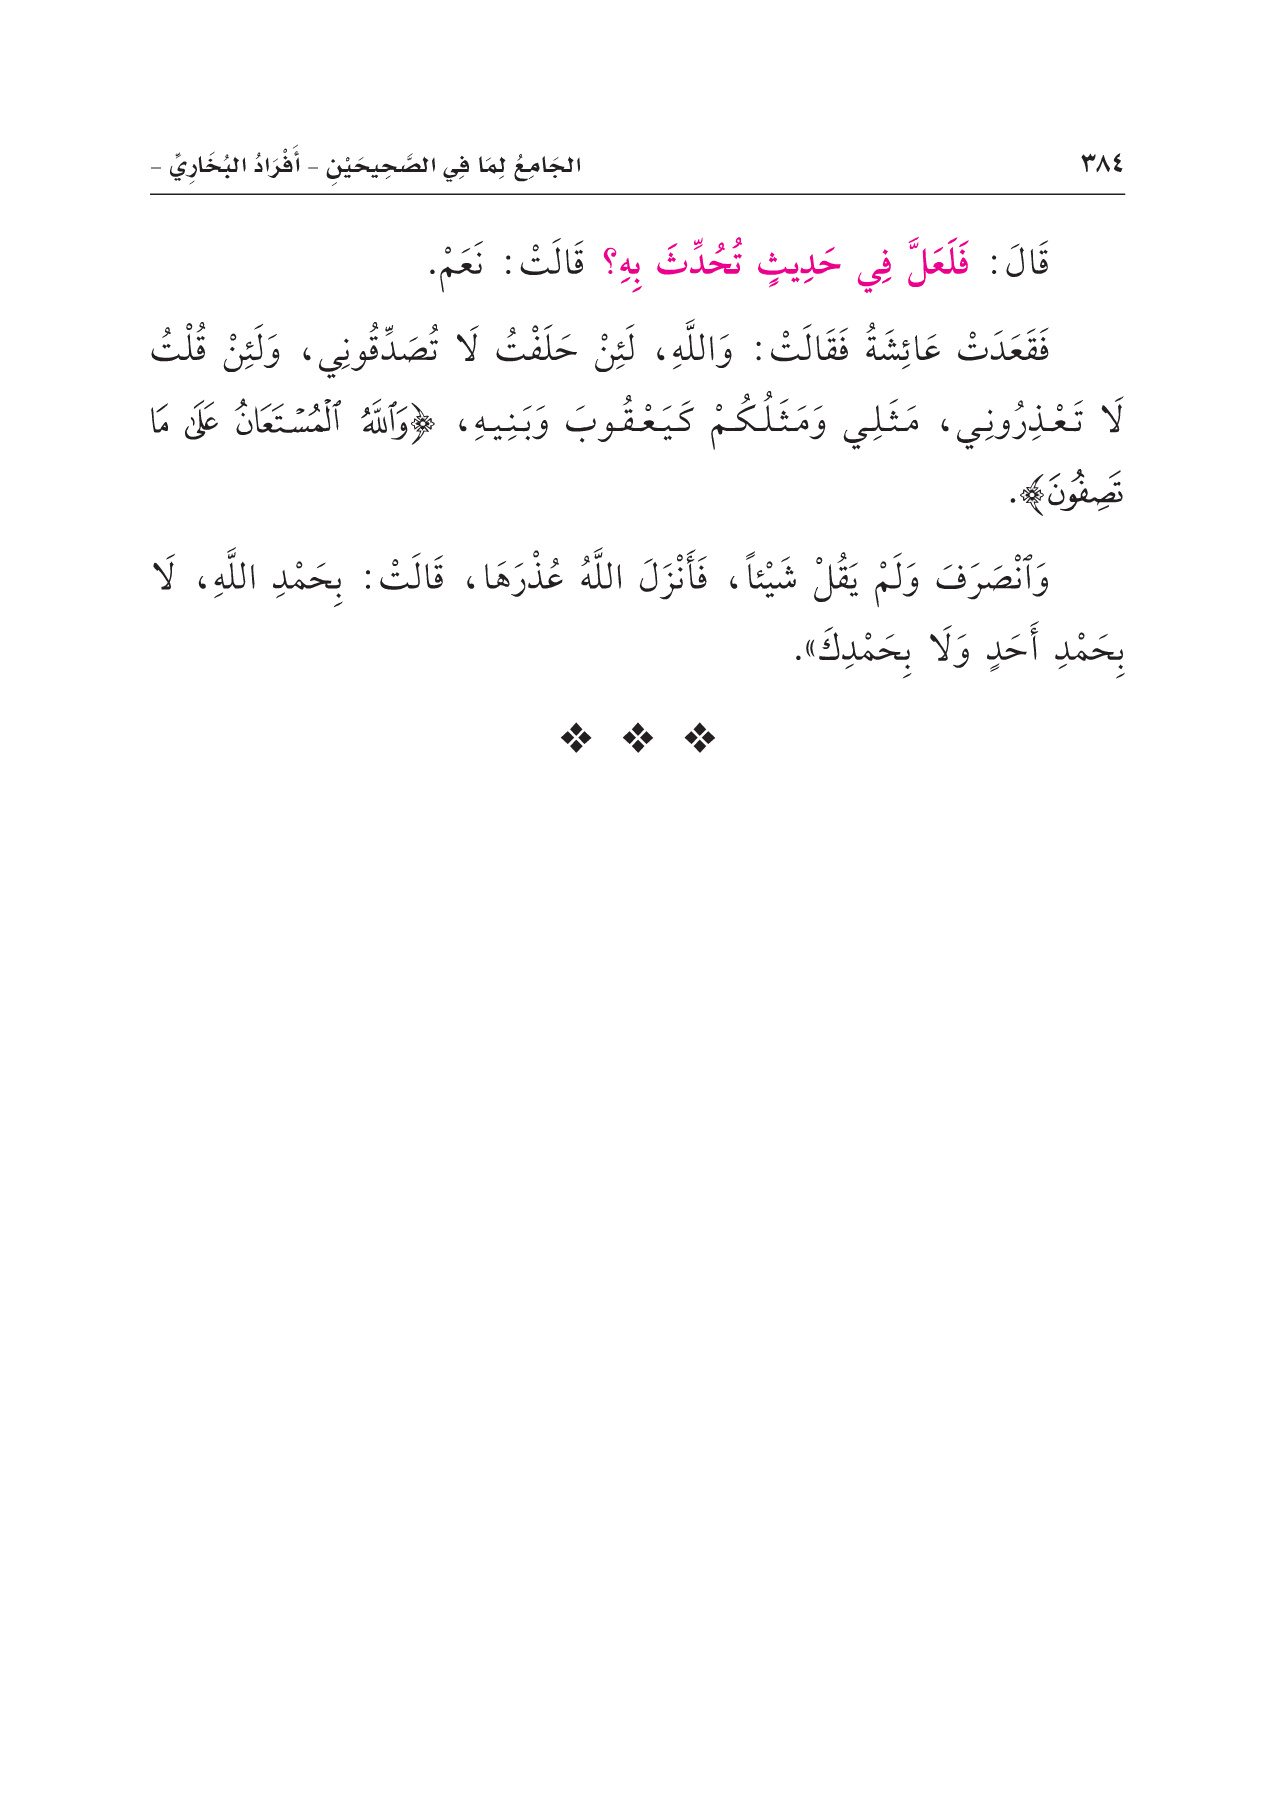 ٣٨٤ الجَامِعُ لِمَا فِي الصَّحِيحَيْنِ - أَفْرَادُ البُخَارِيِّ -
قَالَ: فَلَعَلَّ فِي حَدِيثٍ تُحُدِّثَ بِهِ؟ قَالَتْ: نَعَمْ.
فَقَعَدَتْ عَائِشَةُ فَقَالَتْ: وَاللَّهِ، لَئِنْ حَلَفْتُ لَا تُصَدِّقُونِي، وَلَئِنْ قُلْتُ
لَا تَعْذِرُونِي، مَثَلِي وَمَثَلُكُمْ كَيَعْقُوبَ وَبَنِيهِ، ﴿وَٱللَّهُ ٱلْمُسْتَعَانُ عَلَىٰ مَا
تَصِفُونَ﴾.
وَٱنْصَرَفَ وَلَمْ يَقُلْ شَيْئاً، فَأَنْزَلَ اللَّهُ عُذْرَهَا، قَالَتْ: بِحَمْدِ اللَّهِ، لَا
بِحَمْدِ أَحَدٍ وَلَا بِحَمْدِكَ».